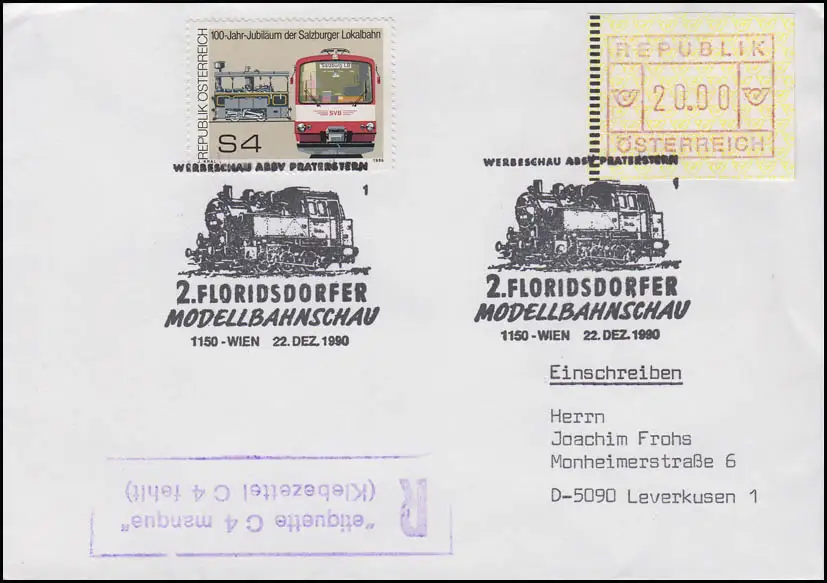 100-Jahr-Jubiläum der Salzburger Lokalbahn
REPUBLIK ÖSTERREICH
SVB
S4
1986
REPUBLIK
20.00
ÖSTERREICH
WERBESCHAU ABSV PRATERSTERN
1
2.FLORIDSDORFER
MODELLBAHNSCHAU
1150-WIEN 22.DEZ.1990
WERBESCHAU ABSV PRATERSTERN
1
2.FLORIDSDORFER
MODELLBAHNSCHAU
1150-WIEN 22.DEZ.1990
Einschreiben
Herrn
Joachim Frohs
Monheimerstraße 6
D-5090 Leverkusen 1
R
"etiquette C 4 manque"
(Klebezettel C 4 fehlt)